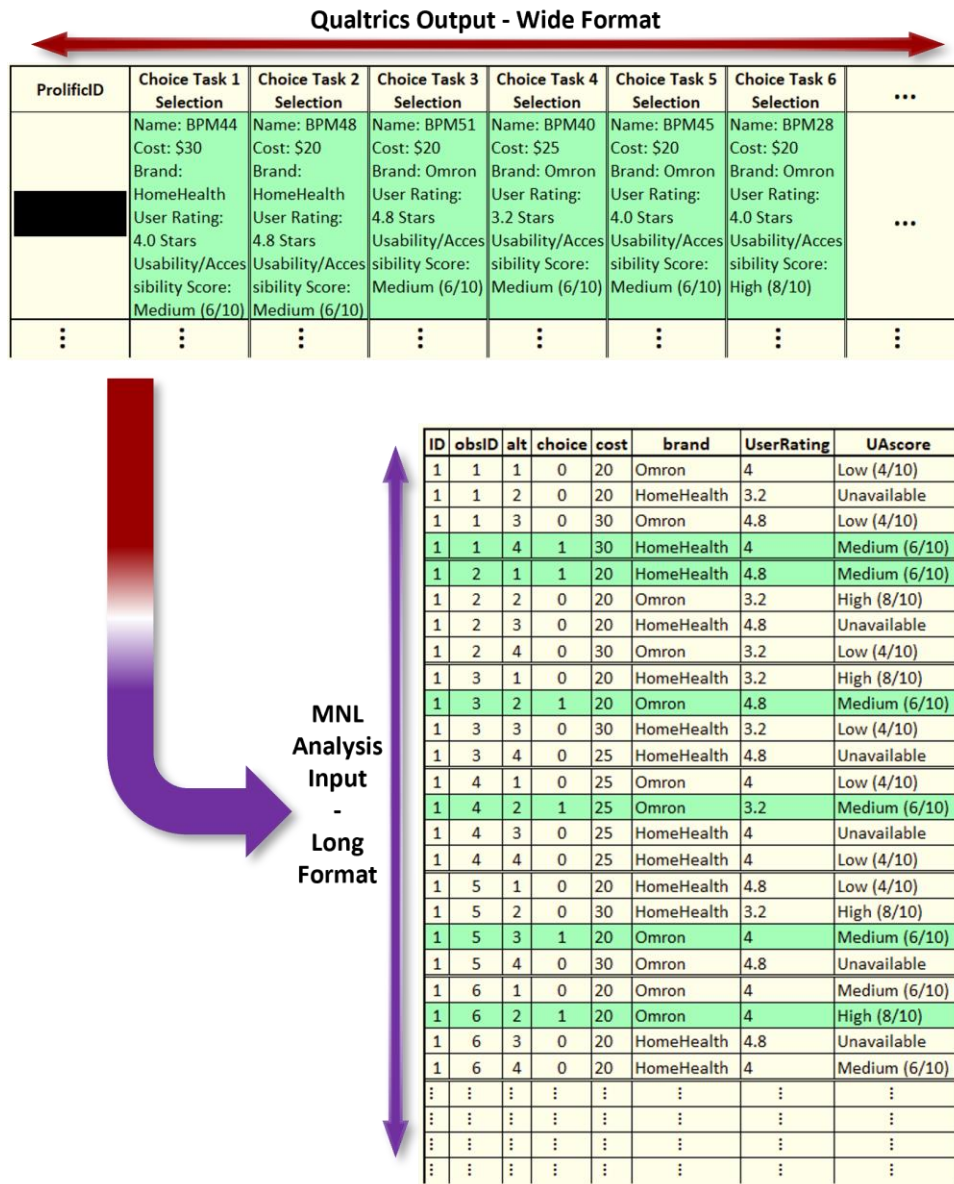 Qualtrics Output - Wide Format
ProlificID Choice Task 1 Selection Choice Task 2 Selection Choice Task 3 Selection Choice Task 4 Selection Choice Task 5 Selection Choice Task 6 Selection ...
Name: BPM44 Name: BPM48 Name: BPM51 Name: BPM40 Name: BPM45 Name: BPM28
Cost: $30 Cost: $20 Cost: $20 Cost: $25 Cost: $20 Cost: $20
Brand: Brand: Brand: Omron Brand: Omron Brand: Omron Brand: Omron
HomeHealth HomeHealth User Rating: User Rating: User Rating: User Rating:
User Rating: User Rating: 4.8 Stars 3.2 Stars 4.0 Stars 4.0 Stars ...
4.0 Stars 4.8 Stars Usability/Acces Usability/Acces Usability/Acces Usability/Acces
Usability/Acces Usability/Acces sibility Score: sibility Score: sibility Score: sibility Score:
sibility Score: sibility Score: Medium (6/10) Medium (6/10) Medium (6/10) High (8/10)
Medium (6/10) Medium (6/10)
⋮ ⋮ ⋮ ⋮ ⋮ ⋮ ⋮ ⋮
MNL
Analysis
Input
-
Long
Format
ID obsID alt choice cost brand UserRating UAscore
1 1 1 0 20 Omron 4 Low (4/10)
1 1 2 0 20 HomeHealth 3.2 Unavailable
1 1 3 0 30 Omron 4.8 Low (4/10)
1 1 4 1 30 HomeHealth 4 Medium (6/10)
1 2 1 1 20 HomeHealth 4.8 Medium (6/10)
1 2 2 0 20 Omron 3.2 High (8/10)
1 2 3 0 20 HomeHealth 4.8 Unavailable
1 2 4 0 30 Omron 3.2 Low (4/10)
1 3 1 0 20 HomeHealth 3.2 High (8/10)
1 3 2 1 20 Omron 4.8 Medium (6/10)
1 3 3 0 30 HomeHealth 3.2 Low (4/10)
1 3 4 0 25 HomeHealth 4.8 Unavailable
1 4 1 0 25 Omron 4 Low (4/10)
1 4 2 1 25 Omron 3.2 Medium (6/10)
1 4 3 0 25 HomeHealth 4 Unavailable
1 4 4 0 25 HomeHealth 4 Low (4/10)
1 5 1 0 20 HomeHealth 4.8 Low (4/10)
1 5 2 0 30 HomeHealth 3.2 High (8/10)
1 5 3 1 20 Omron 4 Medium (6/10)
1 5 4 0 30 Omron 4.8 Unavailable
1 6 1 0 20 Omron 4 Medium (6/10)
1 6 2 1 20 Omron 4 High (8/10)
1 6 3 0 20 HomeHealth 4.8 Unavailable
1 6 4 0 20 HomeHealth 4 Medium (6/10)
⋮ ⋮ ⋮ ⋮ ⋮ ⋮ ⋮ ⋮
⋮ ⋮ ⋮ ⋮ ⋮ ⋮ ⋮ ⋮
⋮ ⋮ ⋮ ⋮ ⋮ ⋮ ⋮ ⋮
⋮ ⋮ ⋮ ⋮ ⋮ ⋮ ⋮ ⋮